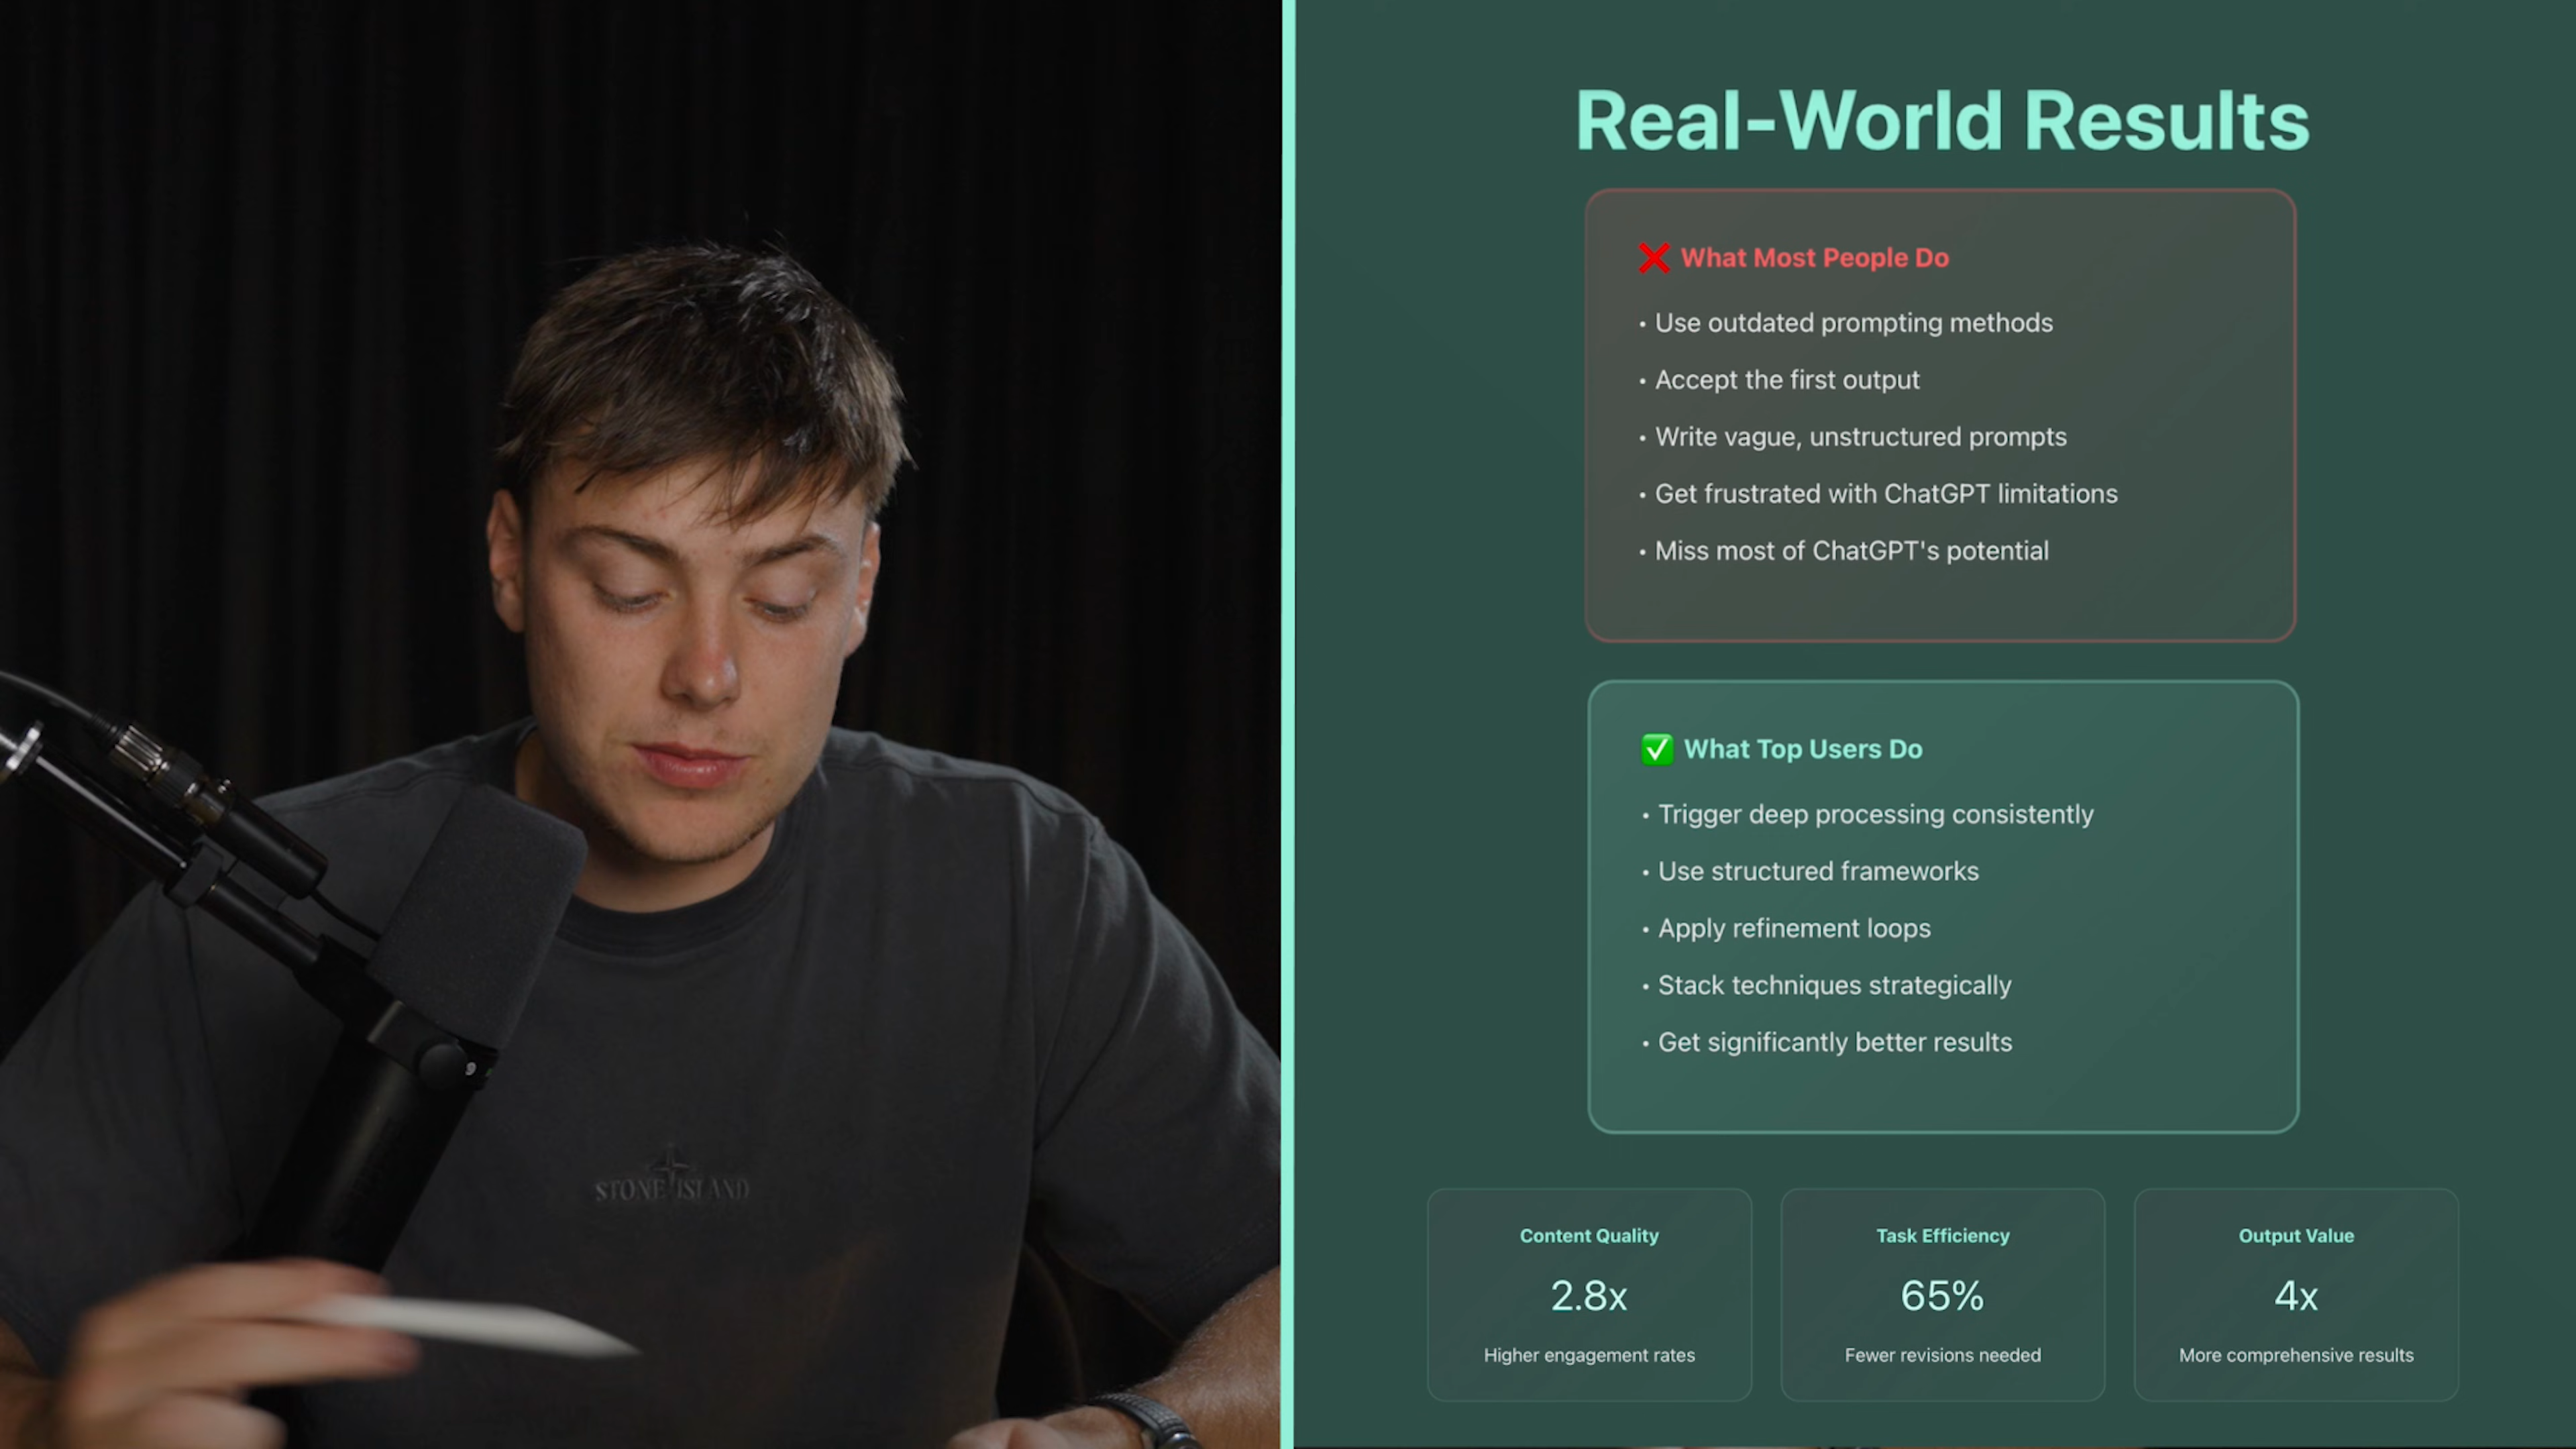 Real-World Results
❌ What Most People Do
• Use outdated prompting methods
• Accept the first output
• Write vague, unstructured prompts
• Get frustrated with ChatGPT limitations
• Miss most of ChatGPT's potential
✅ What Top Users Do
• Trigger deep processing consistently
• Use structured frameworks
• Apply refinement loops
• Stack techniques strategically
• Get significantly better results
Content Quality
2.8x
Higher engagement rates
Task Efficiency
65%
Fewer revisions needed
Output Value
4x
More comprehensive results
STONE ISLAND